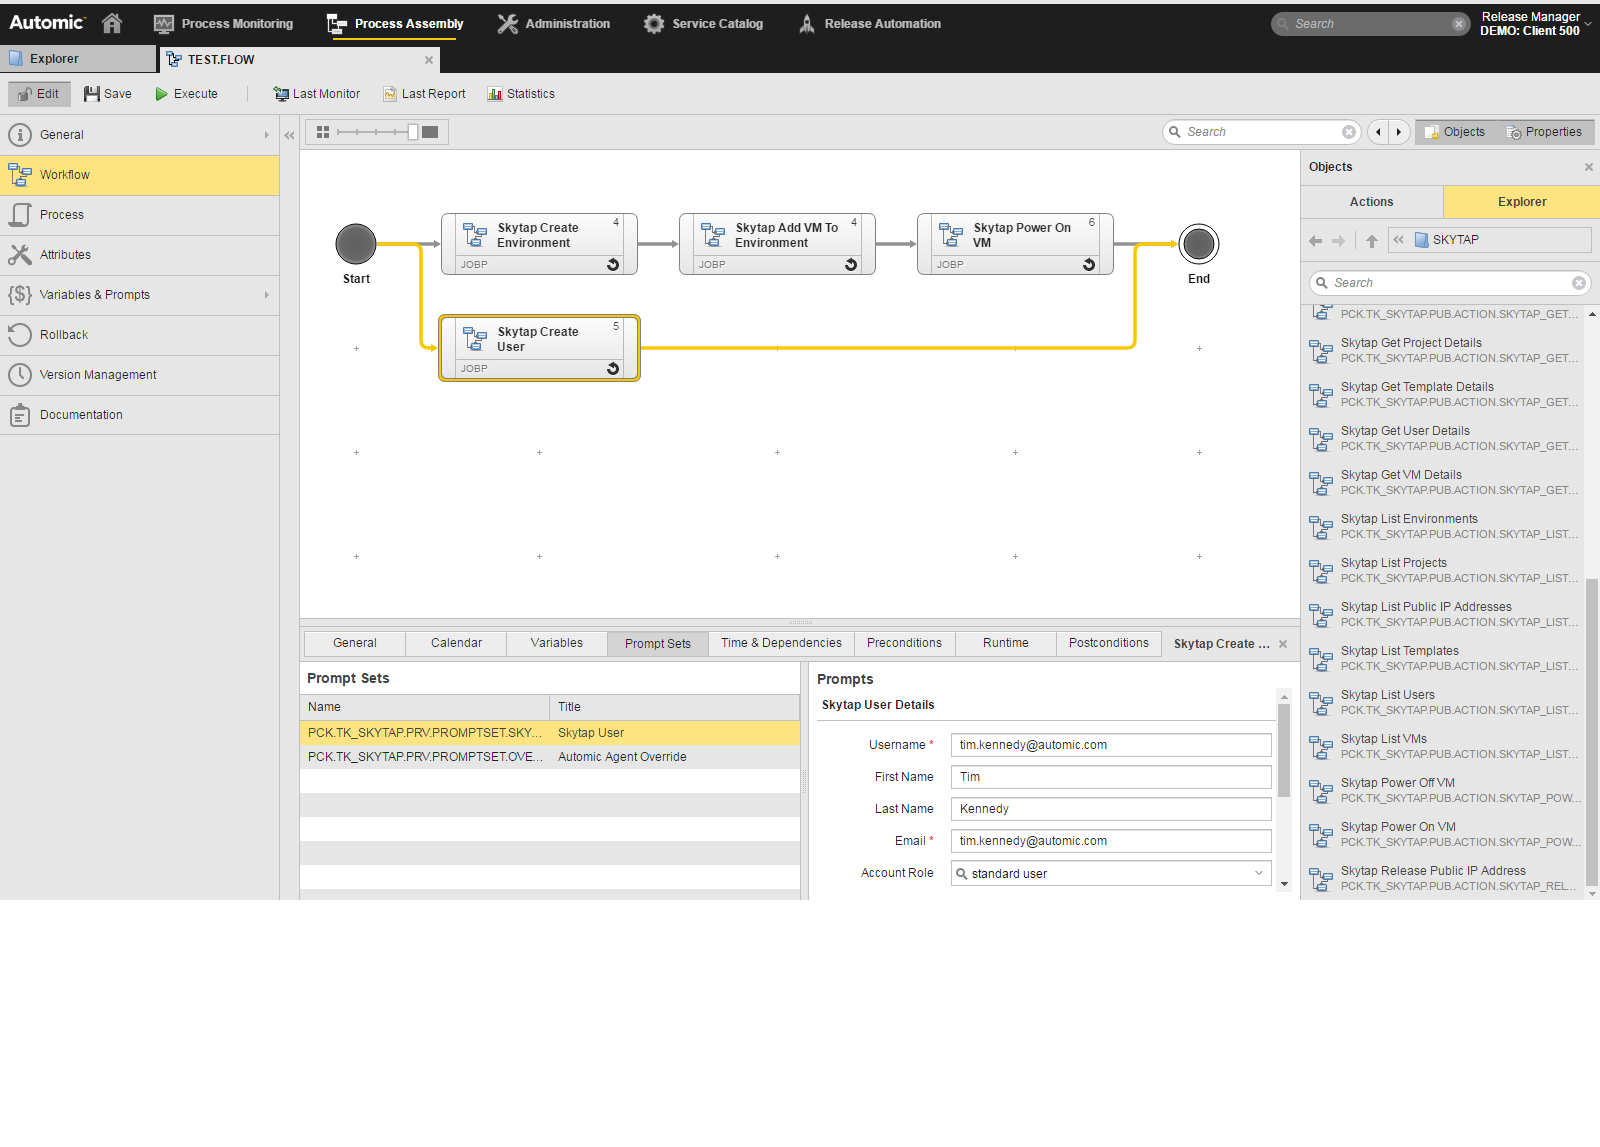 Automic
Process Monitoring
Process Assembly
Administration
Service Catalog
Release Automation
Search
Release Manager
DEMO: Client 500
Explorer
TEST.FLOW
Edit
Save
Execute
Last Monitor
Last Report
Statistics
General
Workflow
Process
Attributes
Variables & Prompts
Rollback
Version Management
Documentation
Search
Objects
Properties
Start
Skytap Create
Environment
4
JOBP
Skytap Add VM To
Environment
4
JOBP
Skytap Power On
VM
6
JOBP
End
Skytap Create
User
5
JOBP
Objects
Actions
Explorer
SKYTAP
Search
PCK.TK_SKYTAP.PUB.ACTION.SKYTAP_GET...
Skytap Get Project Details
PCK.TK_SKYTAP.PUB.ACTION.SKYTAP_GET...
Skytap Get Template Details
PCK.TK_SKYTAP.PUB.ACTION.SKYTAP_GET...
Skytap Get User Details
PCK.TK_SKYTAP.PUB.ACTION.SKYTAP_GET...
Skytap Get VM Details
PCK.TK_SKYTAP.PUB.ACTION.SKYTAP_GET...
Skytap List Environments
PCK.TK_SKYTAP.PUB.ACTION.SKYTAP_LIST...
Skytap List Projects
PCK.TK_SKYTAP.PUB.ACTION.SKYTAP_LIST...
Skytap List Public IP Addresses
PCK.TK_SKYTAP.PUB.ACTION.SKYTAP_LIST...
Skytap List Templates
PCK.TK_SKYTAP.PUB.ACTION.SKYTAP_LIST...
Skytap List Users
PCK.TK_SKYTAP.PUB.ACTION.SKYTAP_LIST...
Skytap List VMs
PCK.TK_SKYTAP.PUB.ACTION.SKYTAP_LIST...
Skytap Power Off VM
PCK.TK_SKYTAP.PUB.ACTION.SKYTAP_POW...
Skytap Power On VM
PCK.TK_SKYTAP.PUB.ACTION.SKYTAP_POW...
Skytap Release Public IP Address
PCK.TK_SKYTAP.PUB.ACTION.SKYTAP_REL...
General
Calendar
Variables
Prompt Sets
Time & Dependencies
Preconditions
Runtime
Postconditions
Skytap Create ...
Prompt Sets
Name
Title
PCK.TK_SKYTAP.PRV.PROMPTSET.SKY...
Skytap User
PCK.TK_SKYTAP.PRV.PROMPTSET.OVE...
Automic Agent Override
Prompts
Skytap User Details
Username *
tim.kennedy@automic.com
First Name
Tim
Last Name
Kennedy
Email *
tim.kennedy@automic.com
Account Role
standard user